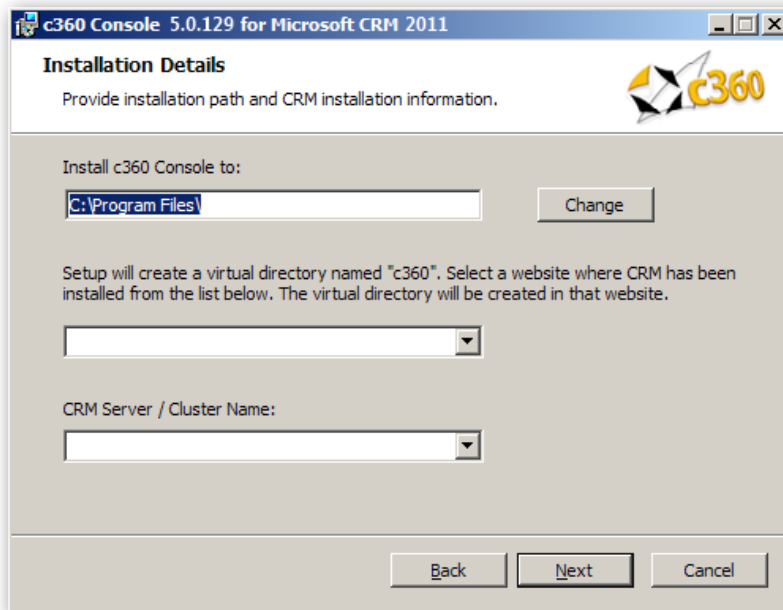 c360 Console 5.0.129 for Microsoft CRM 2011
Installation Details
Provide installation path and CRM installation information.
c360
Install c360 Console to:
C:\Program Files\
Change
Setup will create a virtual directory named "c360". Select a website where CRM has been
installed from the list below. The virtual directory will be created in that website.
CRM Server / Cluster Name:
Back
Next
Cancel